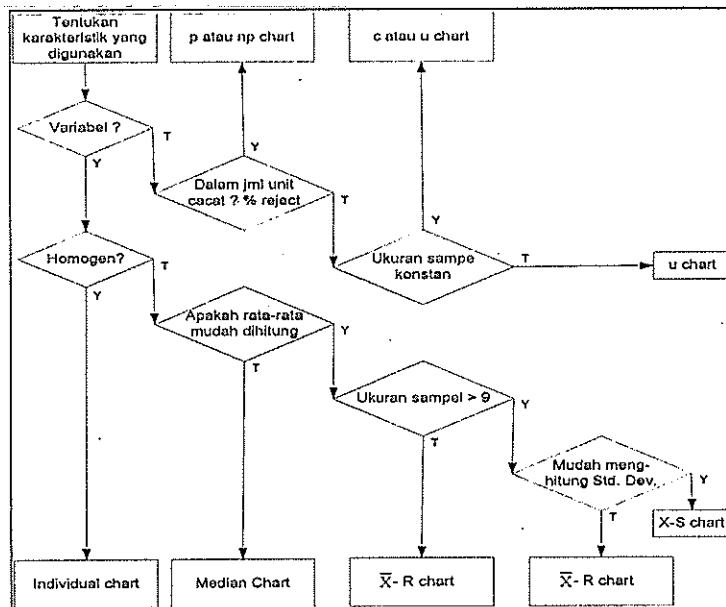 Tentukan
karakteristik yang
digunakan
p atau np chart
c atau u chart
Variabel ?
T
Y
Y
Dalam jml unit
cacat ? % reject
T
Y
Ukuran sampe
konstan
T
u chart
Homogen?
T
Y
Apakah rata-rata
mudah dihitung
Y
T
Ukuran sampel > 9
Y
T
Mudah meng-
hitung Std. Dev.
Y
T
X-S chart
Individual chart
Median Chart
X̅- R chart
X̅- R chart